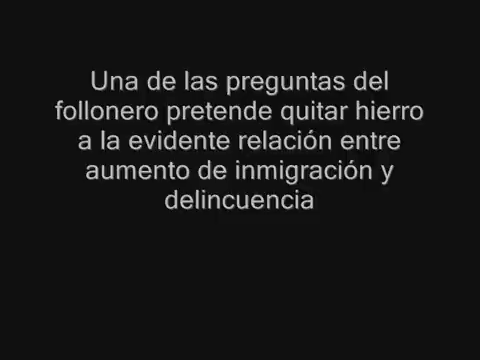 Una de las preguntas del
follonero pretende quitar hierro
a la evidente relación entre
aumento de inmigración y
delincuencia